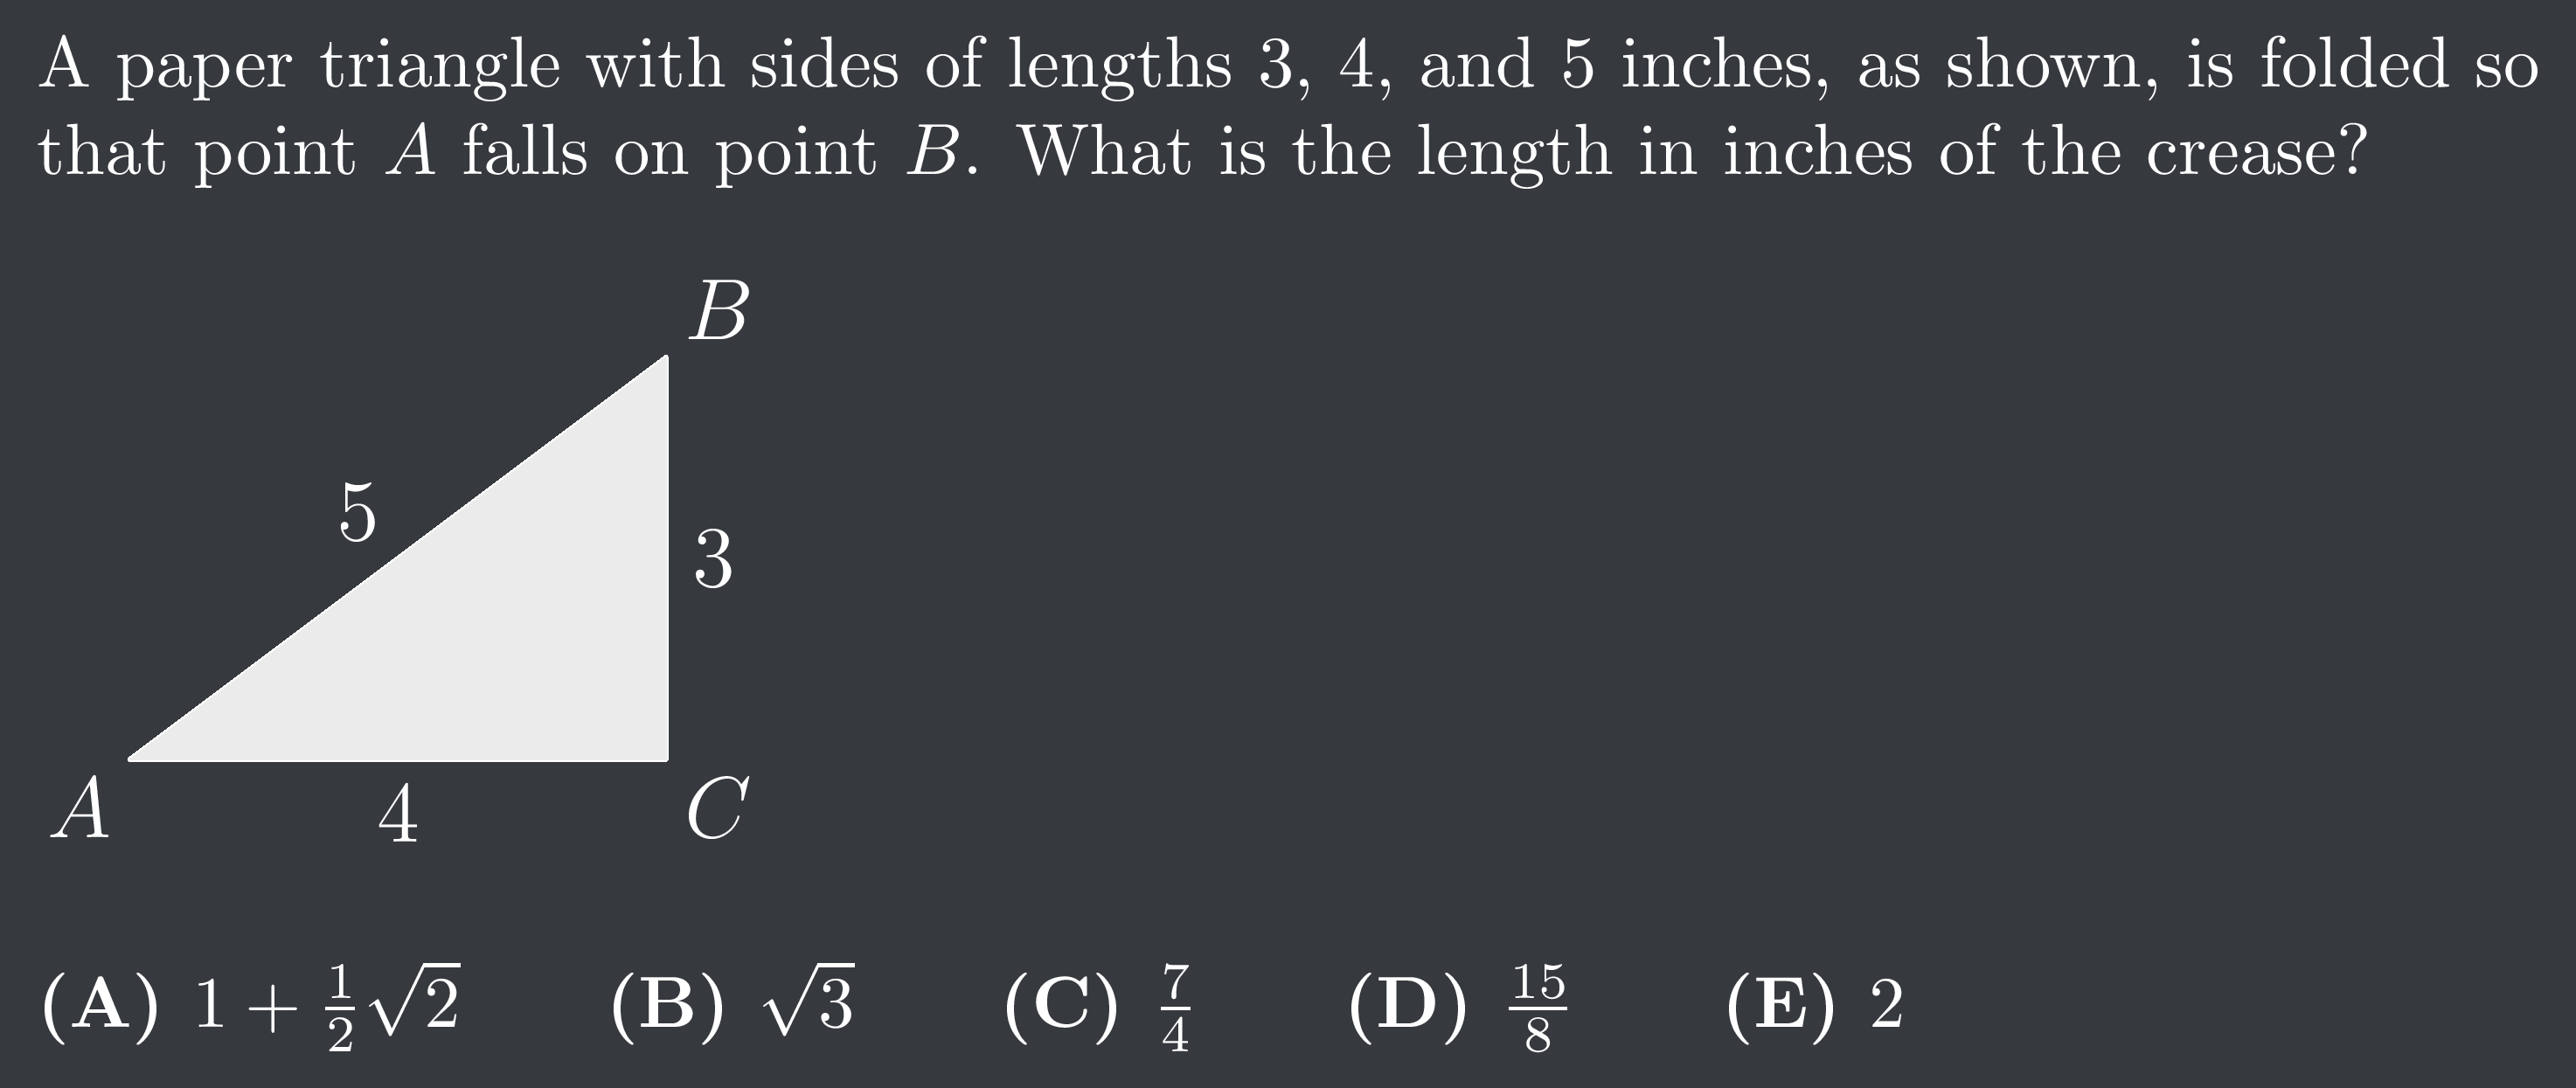 A paper triangle with sides of lengths 3, 4, and 5 inches, as shown, is folded so
that point A falls on point B. What is the length in inches of the crease?
B
5
3
A
4
C
(A) 1 + \frac{1}{2}\sqrt{2} (B) \sqrt{3} (C) \frac{7}{4} (D) \frac{15}{8} (E) 2